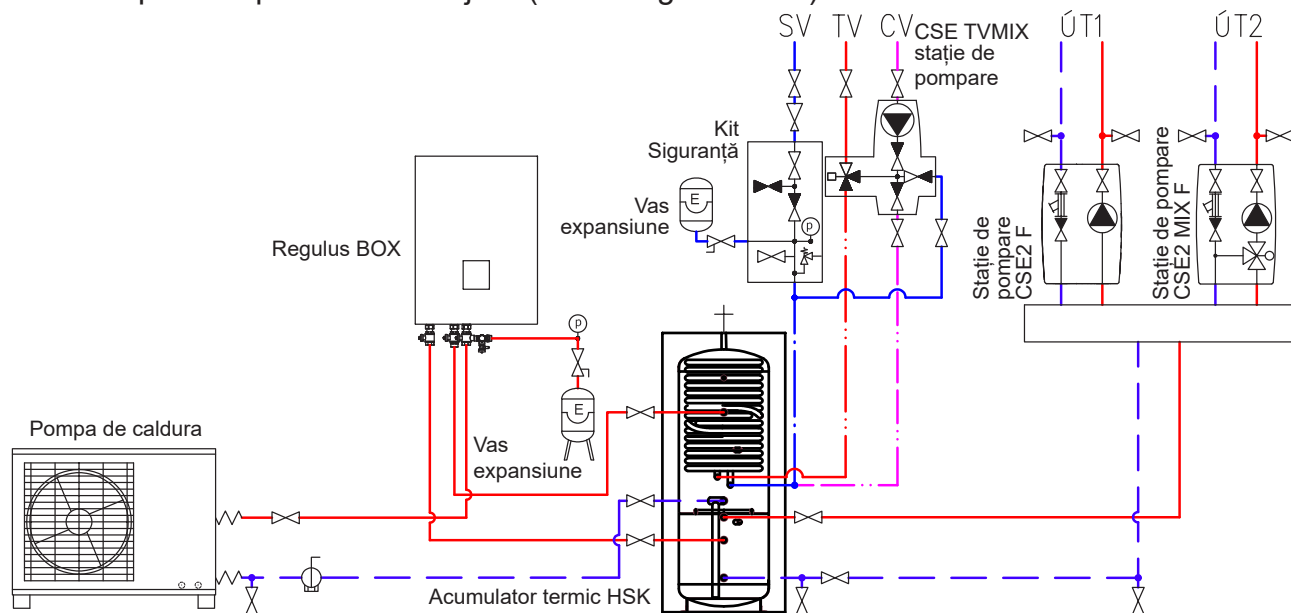 SV
TV
CV
CSE TVMIX
stație de
pompare
ÚT1
ÚT2
Kit
Siguranță
Vas
expansiune
E
p
Regulus BOX
Stație de
pompare
CSE2 F
Stație de pompare
CSE2 MIX F
p
E
Vas
expansiune
Pompa de caldura
Acumulator termic HSK